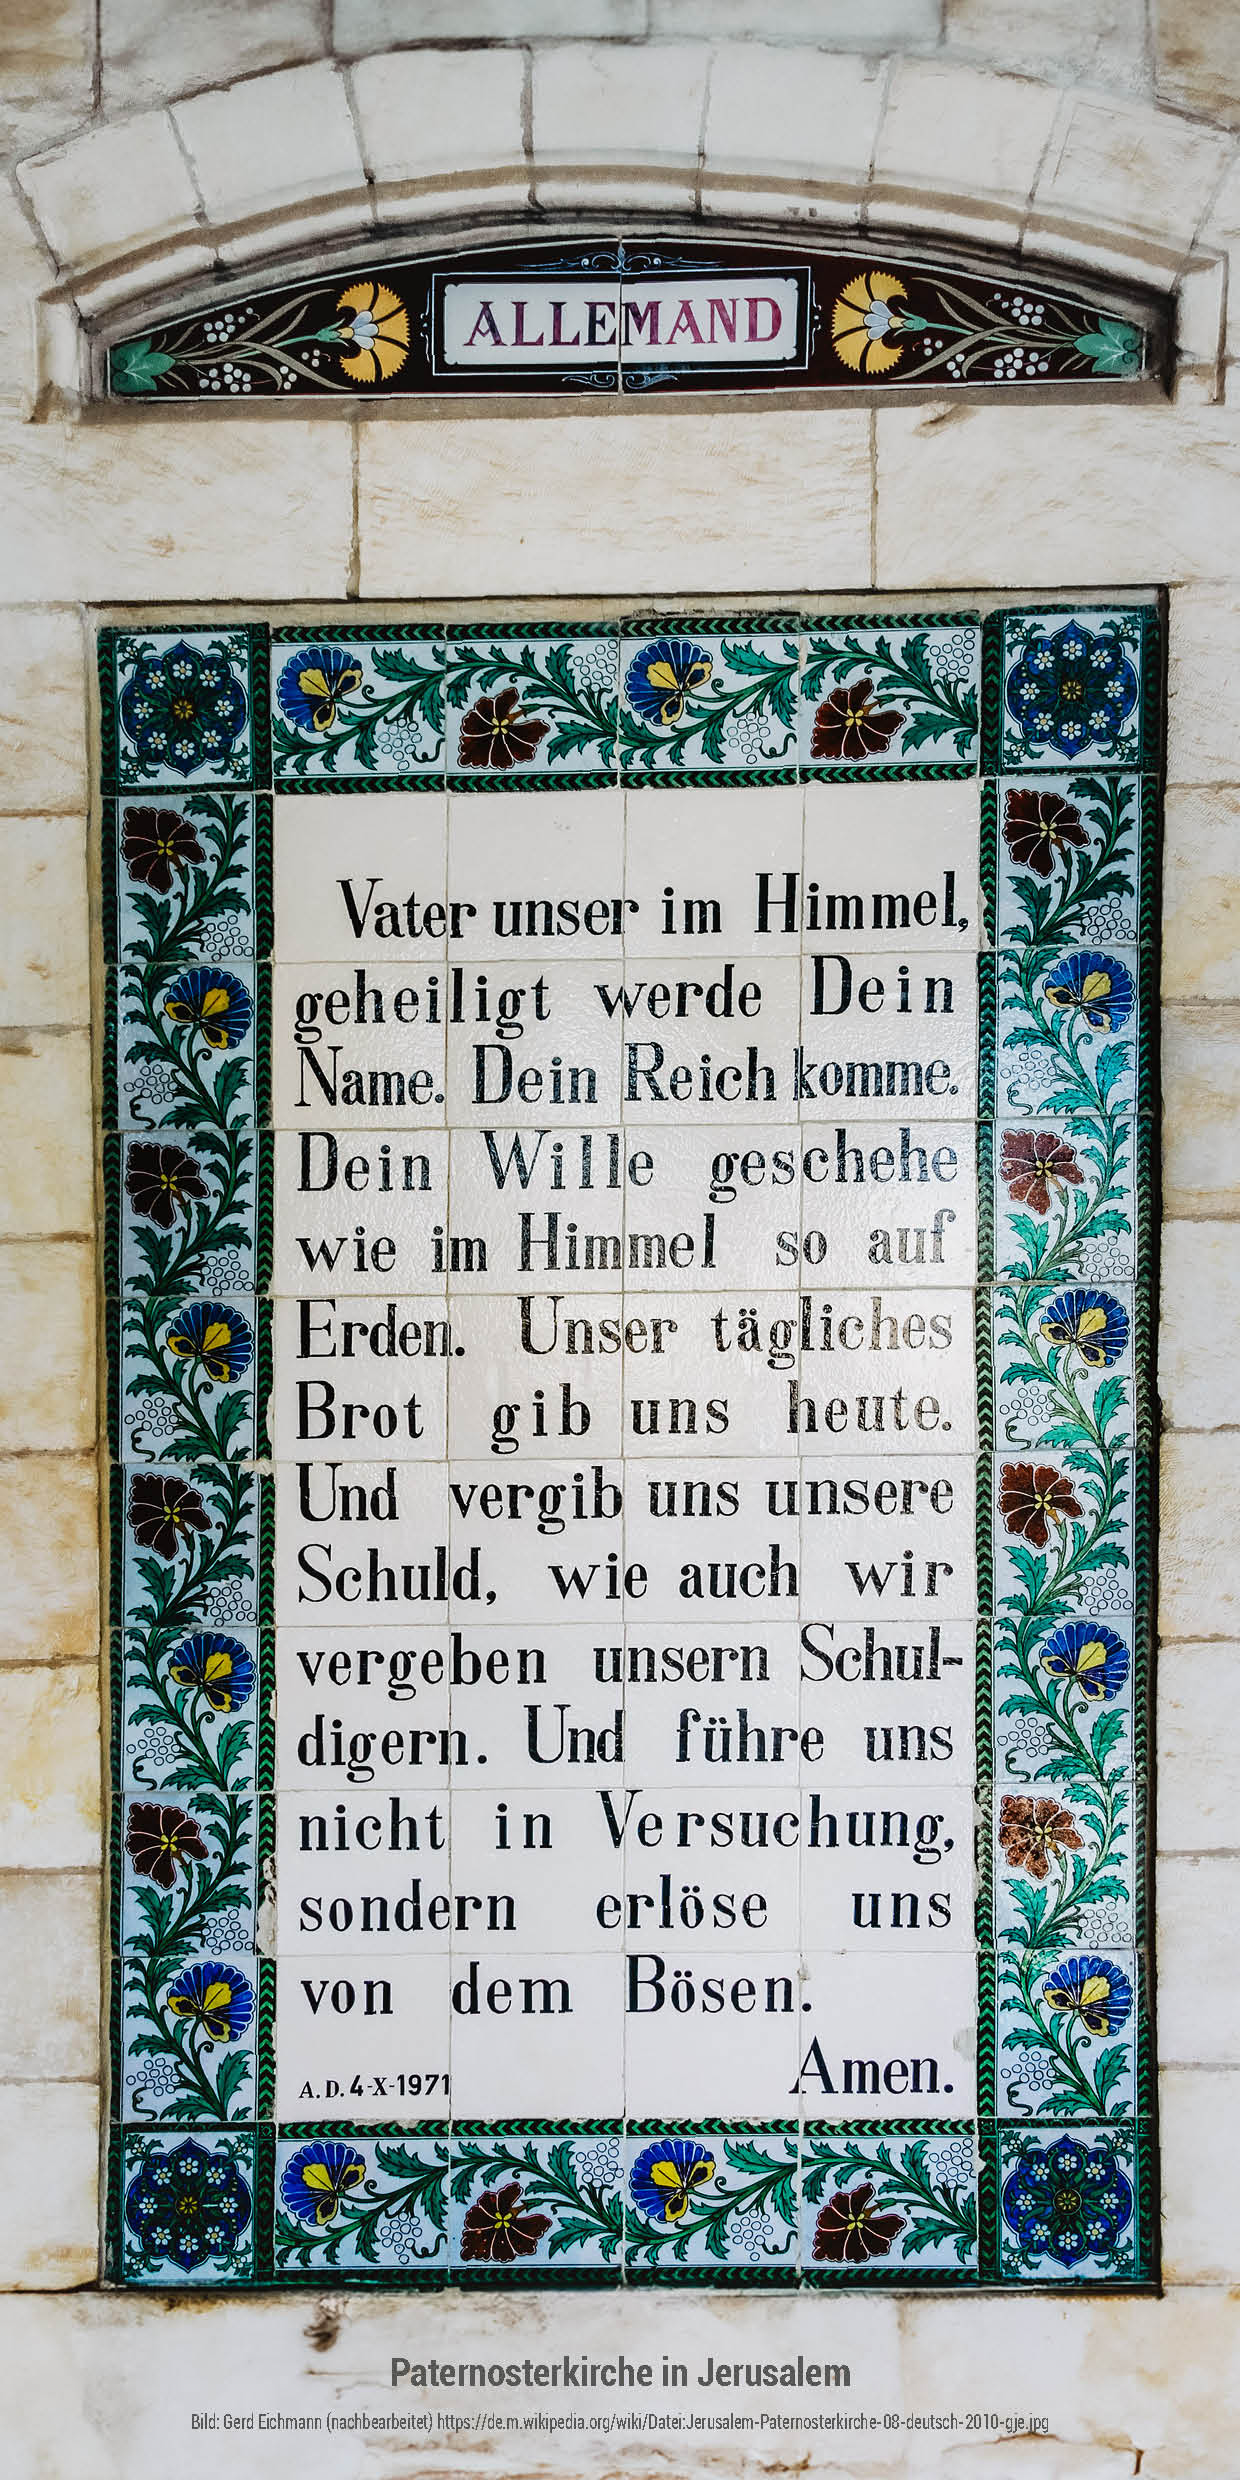 ALLEMAND
Vater unser im Himmel,
geheiligt werde Dein
Name. Dein Reich komme.
Dein Wille geschehe
wie im Himmel so auf
Erden. Unser tägliches
Brot gib uns heute.
Und vergib uns unsere
Schuld, wie auch wir
vergeben unsern Schul-
digern. Und führe uns
nicht in Versuchung,
sondern erlöse uns
von dem Bösen.
Amen.
A.D. 4-X-1971
Paternosterkirche in Jerusalem
Bild: Gerd Eichmann (nachbearbeitet) https://de.m.wikipedia.org/wiki/Datei:Jerusalem-Paternosterkirche-08-deutsch-2010-gje.jpg